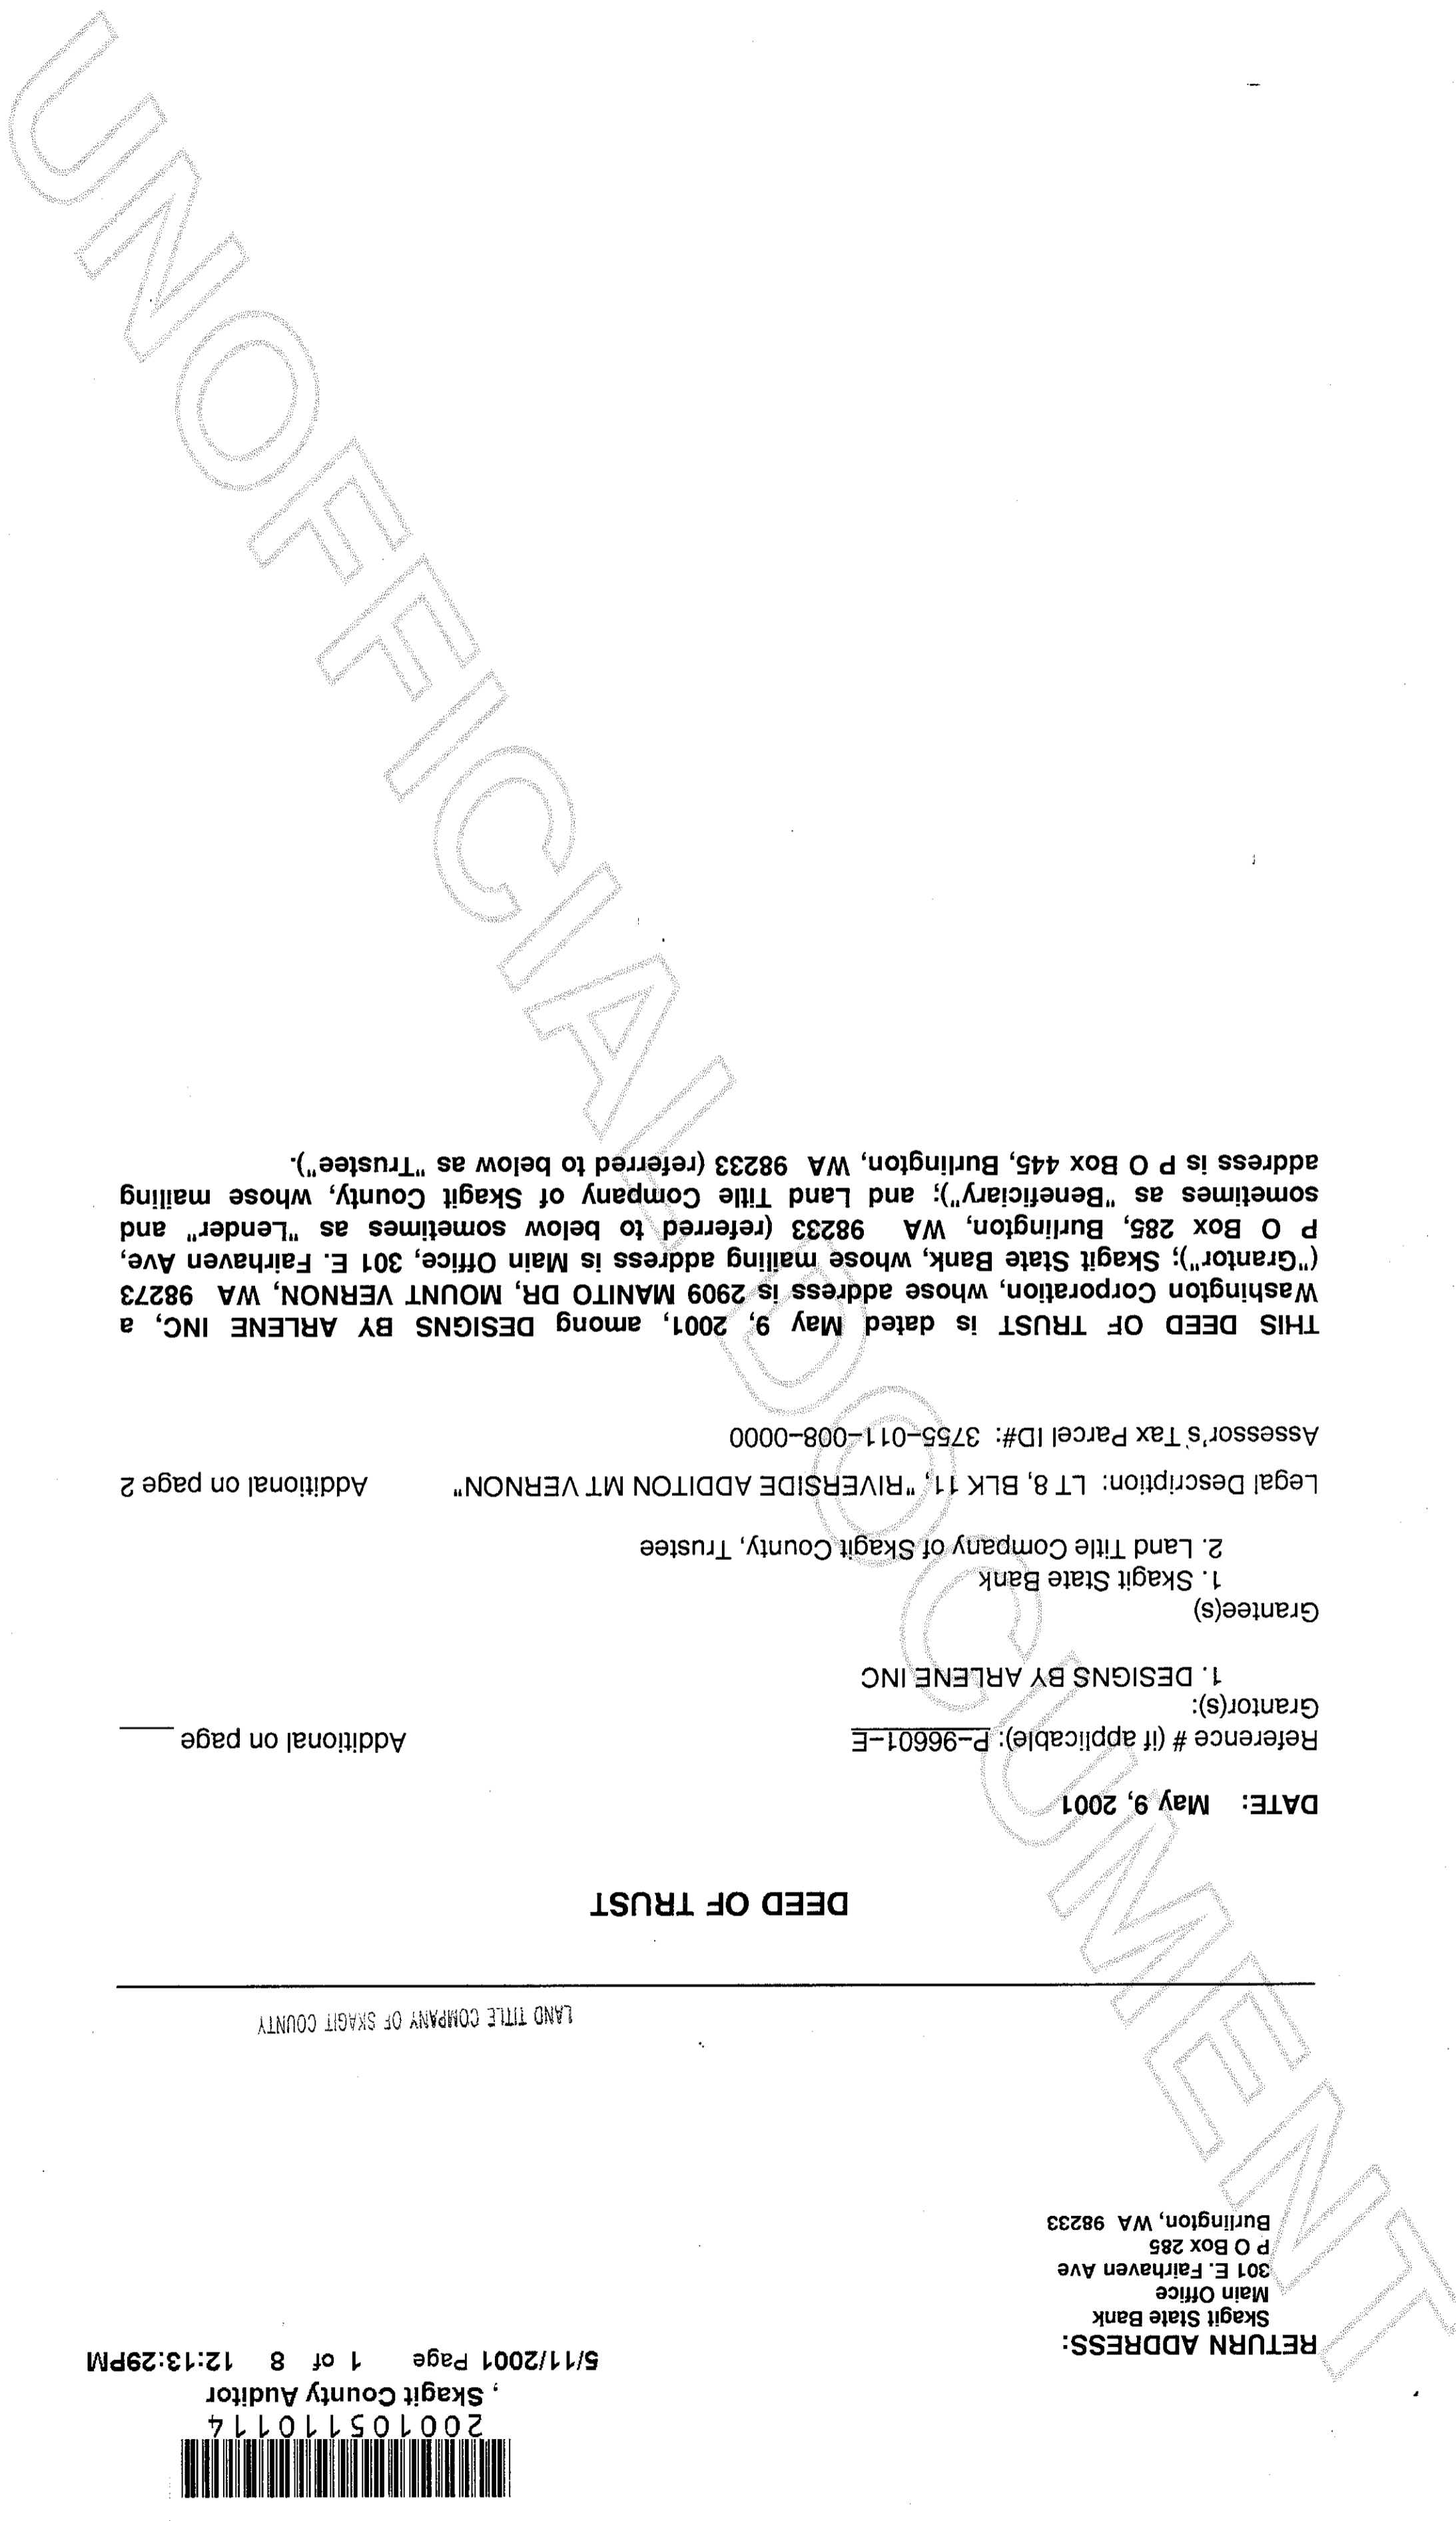 200105110114
, Skagit County Auditor
5/11/2001 Page 1 of 8 12:13:29PM
RETURN ADDRESS:
Skagit State Bank
Main Office
301 E. Fairhaven Ave
P O Box 285
Burlington, WA 98233
LAND TITLE COMPANY OF SKAGIT COUNTY
DEED OF TRUST
DATE: May 9, 2001
Reference # (if applicable): P-96601-E Additional on page ____
Grantor(s):
1. DESIGNS BY ARLENE INC
Grantee(s)
1. Skagit State Bank
2. Land Title Company of Skagit County, Trustee
Legal Description: LT 8, BLK 11, "RIVERSIDE ADDITON MT VERNON" Additional on page 2
Assessor's Tax Parcel ID#: 3755-011-008-0000
THIS DEED OF TRUST is dated May 9, 2001, among DESIGNS BY ARLENE INC, a
Washington Corporation, whose address is 2909 MANITO DR, MOUNT VERNON, WA 98273
("Grantor"); Skagit State Bank, whose mailing address is Main Office, 301 E. Fairhaven Ave,
P O Box 285, Burlington, WA 98233 (referred to below sometimes as "Lender" and
sometimes as "Beneficiary"); and Land Title Company of Skagit County, whose mailing
address is P O Box 445, Burlington, WA 98233 (referred to below as "Trustee").
UNOFFICIAL DOCUMENT